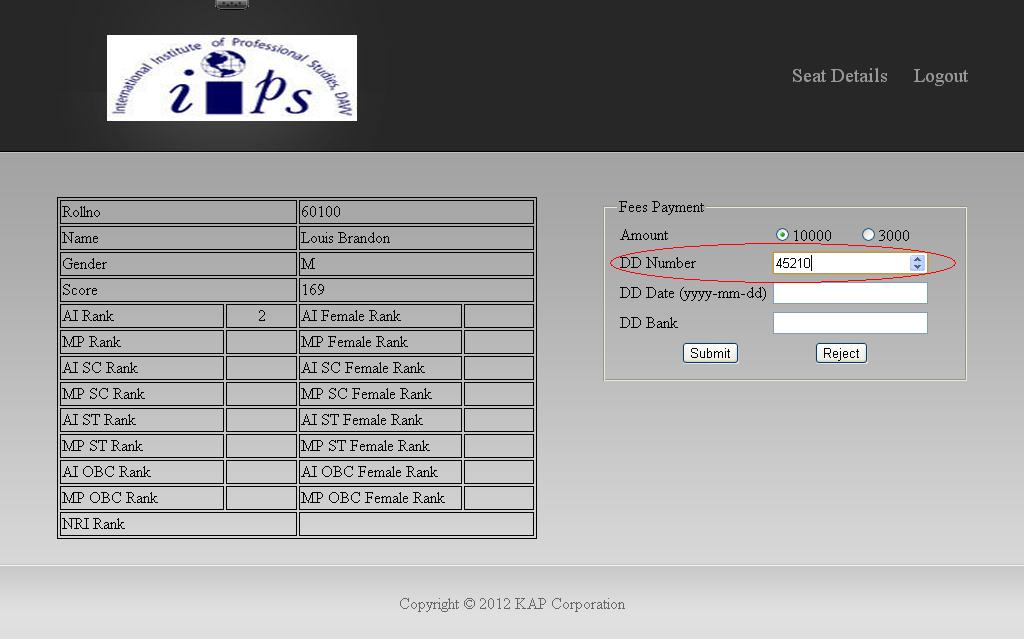 International Institute of Professional Studies, DAVV
i ps
Seat Details Logout
Rollno 60100
Name Louis Brandon
Gender M
Score 169
AI Rank 2 AI Female Rank
MP Rank MP Female Rank
AI SC Rank AI SC Female Rank
MP SC Rank MP SC Female Rank
AI ST Rank AI ST Female Rank
MP ST Rank MP ST Female Rank
AI OBC Rank AI OBC Female Rank
MP OBC Rank MP OBC Female Rank
NRI Rank
Fees Payment
Amount 10000 3000
DD Number 45210
DD Date (yyyy-mm-dd)
DD Bank
Submit Reject
Copyright © 2012 KAP Corporation